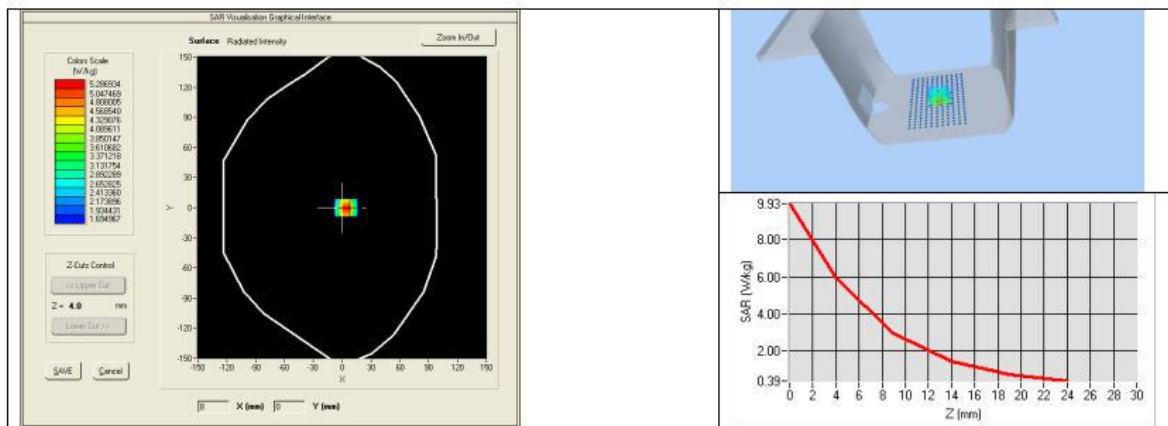 SAR Visualisation Graphical Interface
Surface Radiated Intensity
Zoom In/Out
Colors Scale
(W/kg)
5.286934
5.047469
4.808005
4.568540
4.329076
4.089611
3.850147
3.610682
3.371218
3.131754
2.892289
2.652825
2.413360
2.173896
1.934431
1.694967
Z-Cuts Control
<< Upper Cut
Z = 4.0 mm
Lower Cut >>
SAVE Cancel
150
120
90
60
30
0
-30
-60
-90
-120
-150
Y
-150 -120 -90 -60 -30 0 30 60 90 120 150
X
X (mm) 0 Y (mm)
9.93
8.00
6.00
4.00
2.00
0.39
SAR (W/kg)
0 2 4 6 8 10 12 14 16 18 20 22 24 26 28 30
Z (mm)